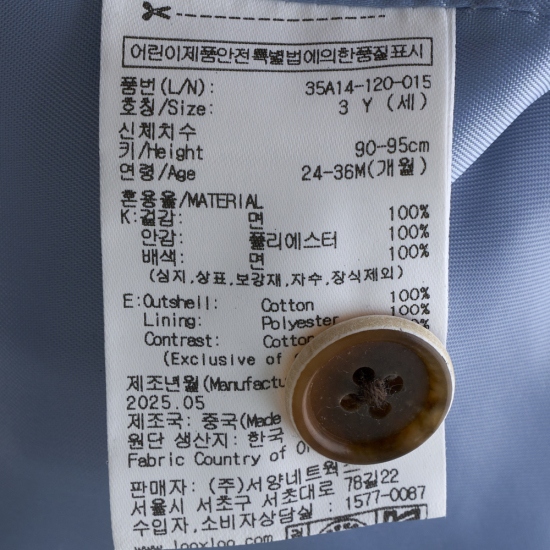 어린이제품안전특별법에의한품질표시
품번(L/N): 35A14-120-015
호칭/Size: 3 Y (세)
신체치수
키/Height 90-95cm
연령/Age 24-36M(개월)
혼용율/MATERIAL
K:겉감: 면 100%
안감: 폴리에스터 100%
배색: 면 100%
(심지,상표,보강재,자수,장식제외)
E:Outshell: Cotton 100%
Lining: Polyester 100%
Contrast: Cotton
(Exclusive of
제조년월(Manufactu
2025.05
제조국: 중국(Made
원단 생산지: 한국
Fabric Country of
판매자: (주)서양네트웍스
서울시 서초구 서초대로 78길22
수입자,소비자상담실 : 1577-0087